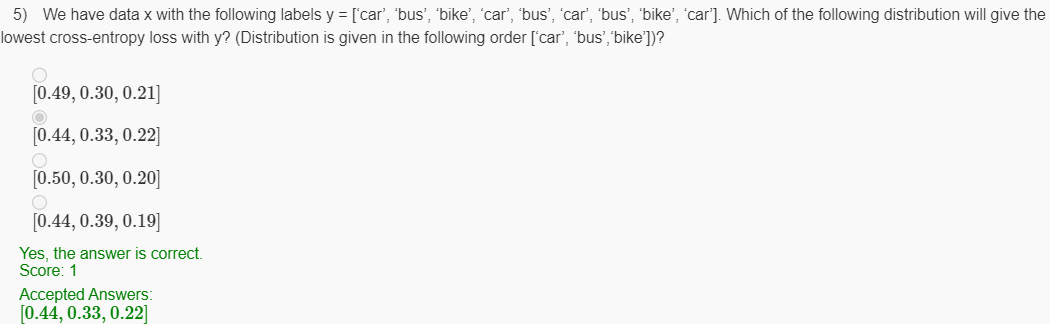 5) We have data x with the following labels y = [‘car’, ‘bus’, ‘bike’, ‘car’, ‘bus’, ‘car’, ‘bus’, ‘bike’, ‘car’]. Which of the following distribution will give the
lowest cross-entropy loss with y? (Distribution is given in the following order [‘car’, ‘bus’,‘bike’])?
[0.49, 0.30, 0.21]
[0.44, 0.33, 0.22]
[0.50, 0.30, 0.20]
[0.44, 0.39, 0.19]
Yes, the answer is correct.
Score: 1
Accepted Answers:
[0.44, 0.33, 0.22]